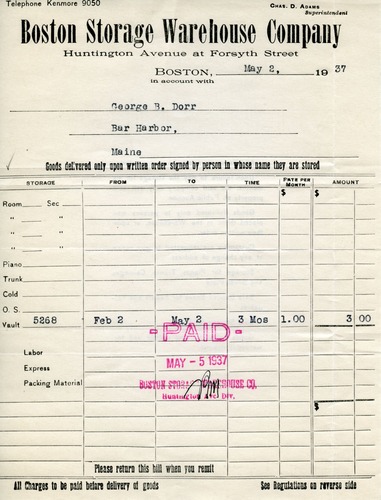 Telephone Kenmore 9050
CHAS. D. ADAMS
Superintendent
Boston Storage Warehouse Company
Huntington Avenue at Forsyth Street
BOSTON, May 2, 1937
in account with
George B. Dorr
Bar Harbor,
Maine
Goods delivered only upon written order signed by person in whose name they are stored
STORAGE FROM TO TIME RATE PER MONTH AMOUNT
$ $
Room Sec
" "
" "
" "
Piano
Trunk
Cold
O. S.
Vault 5268 Feb 2 May 2 3 Mos 1.00 3 00
-PAID-
Labor
MAY - 5 1937
Express
Packing Material
BOSTON STORAGE WAREHOUSE CO.
Huntington Ave. Div.
$
Please return this bill when you remit
All Charges to be paid before delivery of goods See Regulations on reverse side